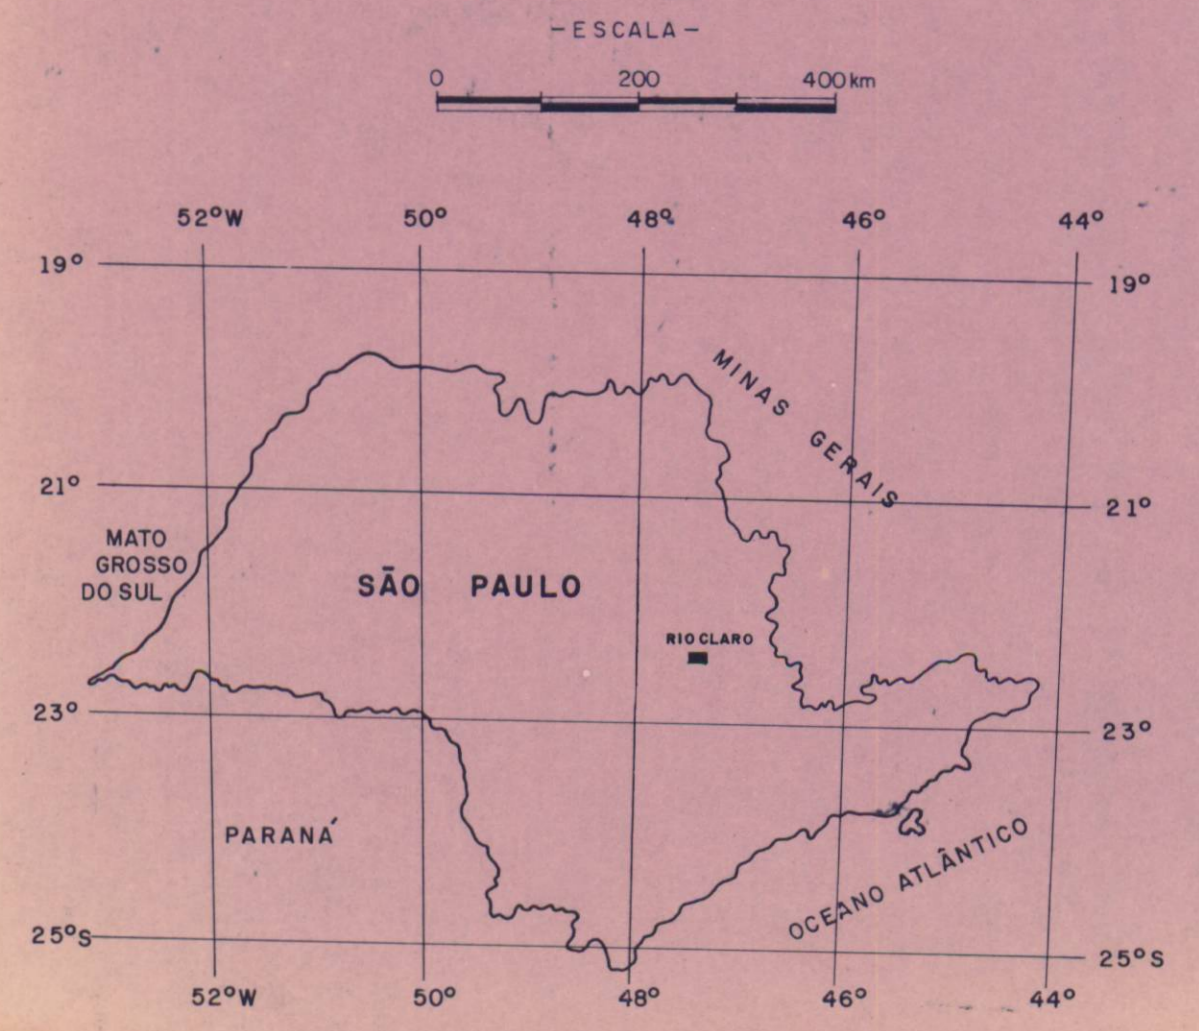 -ESCALA-
0 200 400km
52°W 50° 48° 46° 44°
19° 19°
MINAS GERAIS
21° 21°
MATO
GROSSO
DO SUL
SÃO PAULO
RIO CLARO
23° 23°
PARANÁ
OCEANO ATLÂNTICO
25°S 25°S
52°W 50° 48° 46° 44°